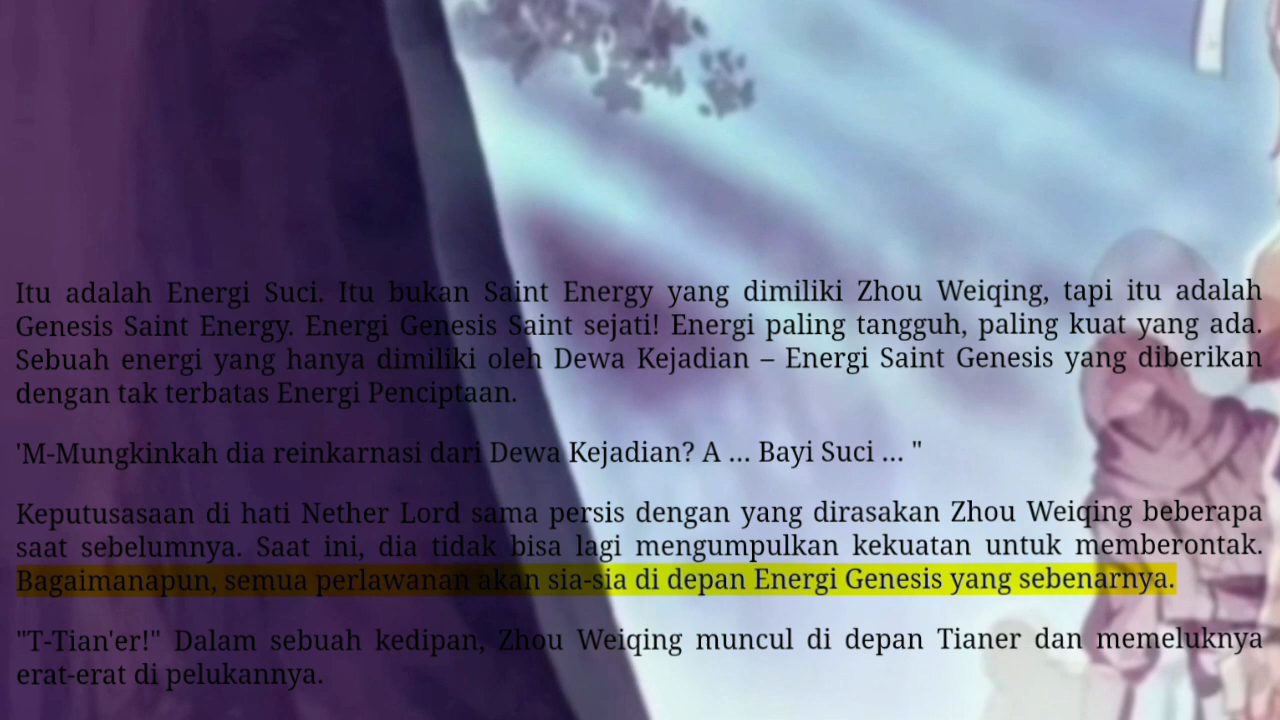 Itu adalah Energi Suci. Itu bukan Saint Energy yang dimiliki Zhou Weiqing, tapi itu adalah
Genesis Saint Energy. Energi Genesis Saint sejati! Energi paling tangguh, paling kuat yang ada.
Sebuah energi yang hanya dimiliki oleh Dewa Kejadian – Energi Saint Genesis yang diberikan
dengan tak terbatas Energi Penciptaan.
'M-Mungkinkah dia reinkarnasi dari Dewa Kejadian? A ... Bayi Suci ... "
Keputusasaan di hati Nether Lord sama persis dengan yang dirasakan Zhou Weiqing beberapa
saat sebelumnya. Saat ini, dia tidak bisa lagi mengumpulkan kekuatan untuk memberontak.
Bagaimanapun, semua perlawanan akan sia-sia di depan Energi Genesis yang sebenarnya.
"T-Tian'er!" Dalam sebuah kedipan, Zhou Weiqing muncul di depan Tianer dan memeluknya
erat-erat di pelukannya.